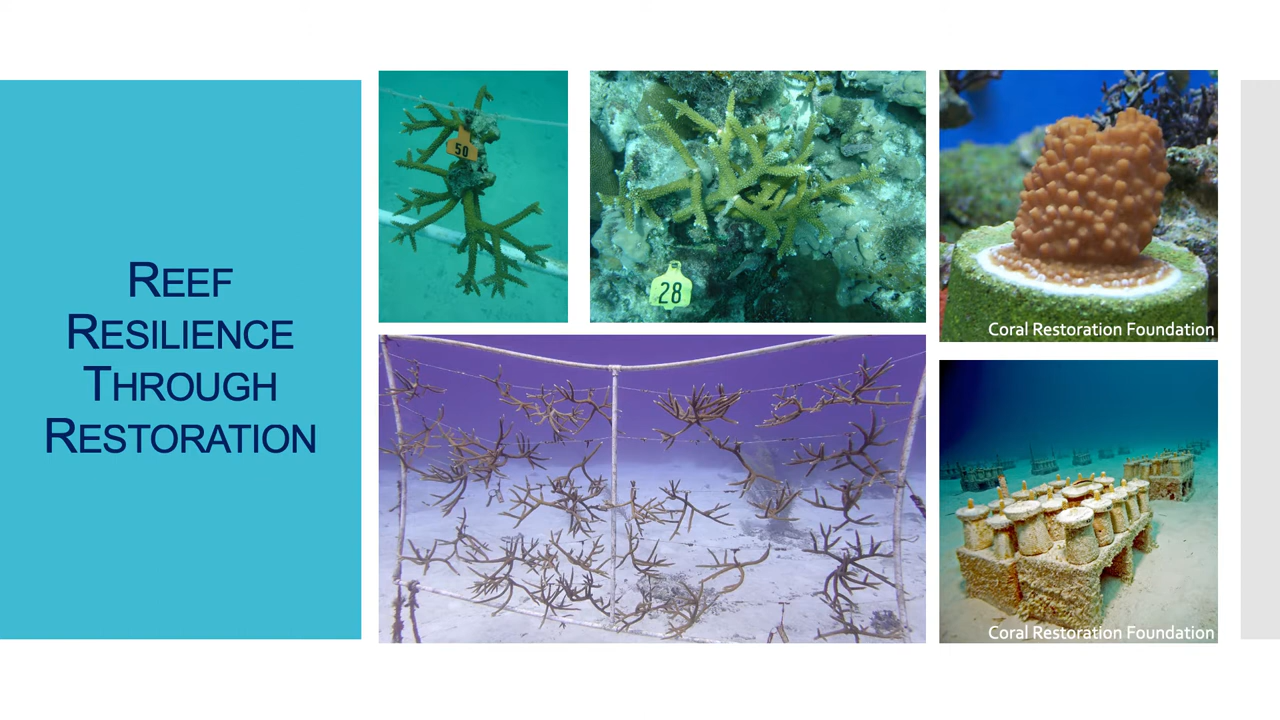 REEF
RESILIENCE
THROUGH
RESTORATION
50
28
Coral Restoration Foundation
Coral Restoration Foundation